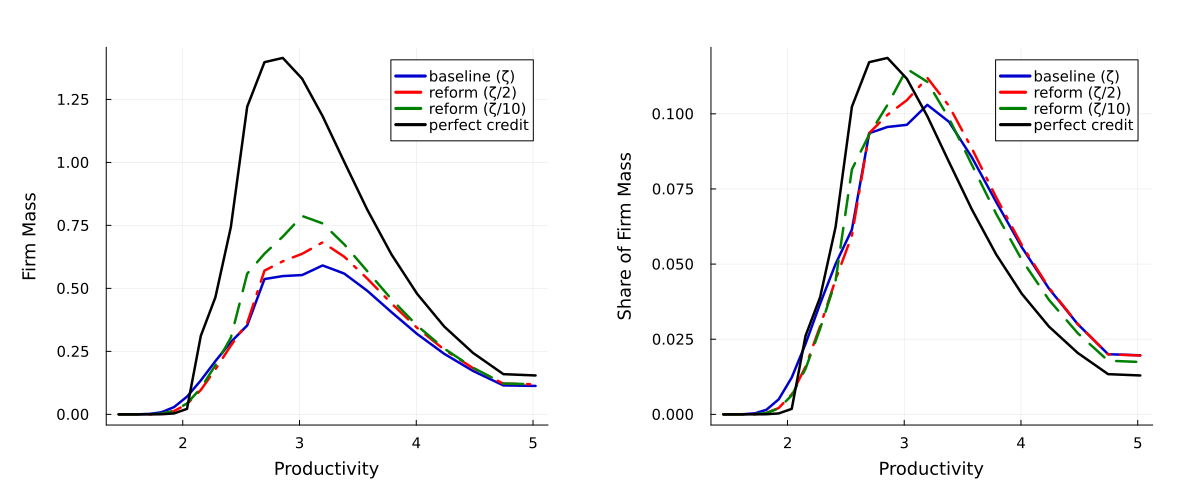 Firm Mass
1.25
1.00
0.75
0.50
0.25
0.00
baseline (ζ)
reform (ζ/2)
reform (ζ/10)
perfect credit
2 3 4 5
Productivity
Share of Firm Mass
0.100
0.075
0.050
0.025
0.000
baseline (ζ)
reform (ζ/2)
reform (ζ/10)
perfect credit
2 3 4 5
Productivity